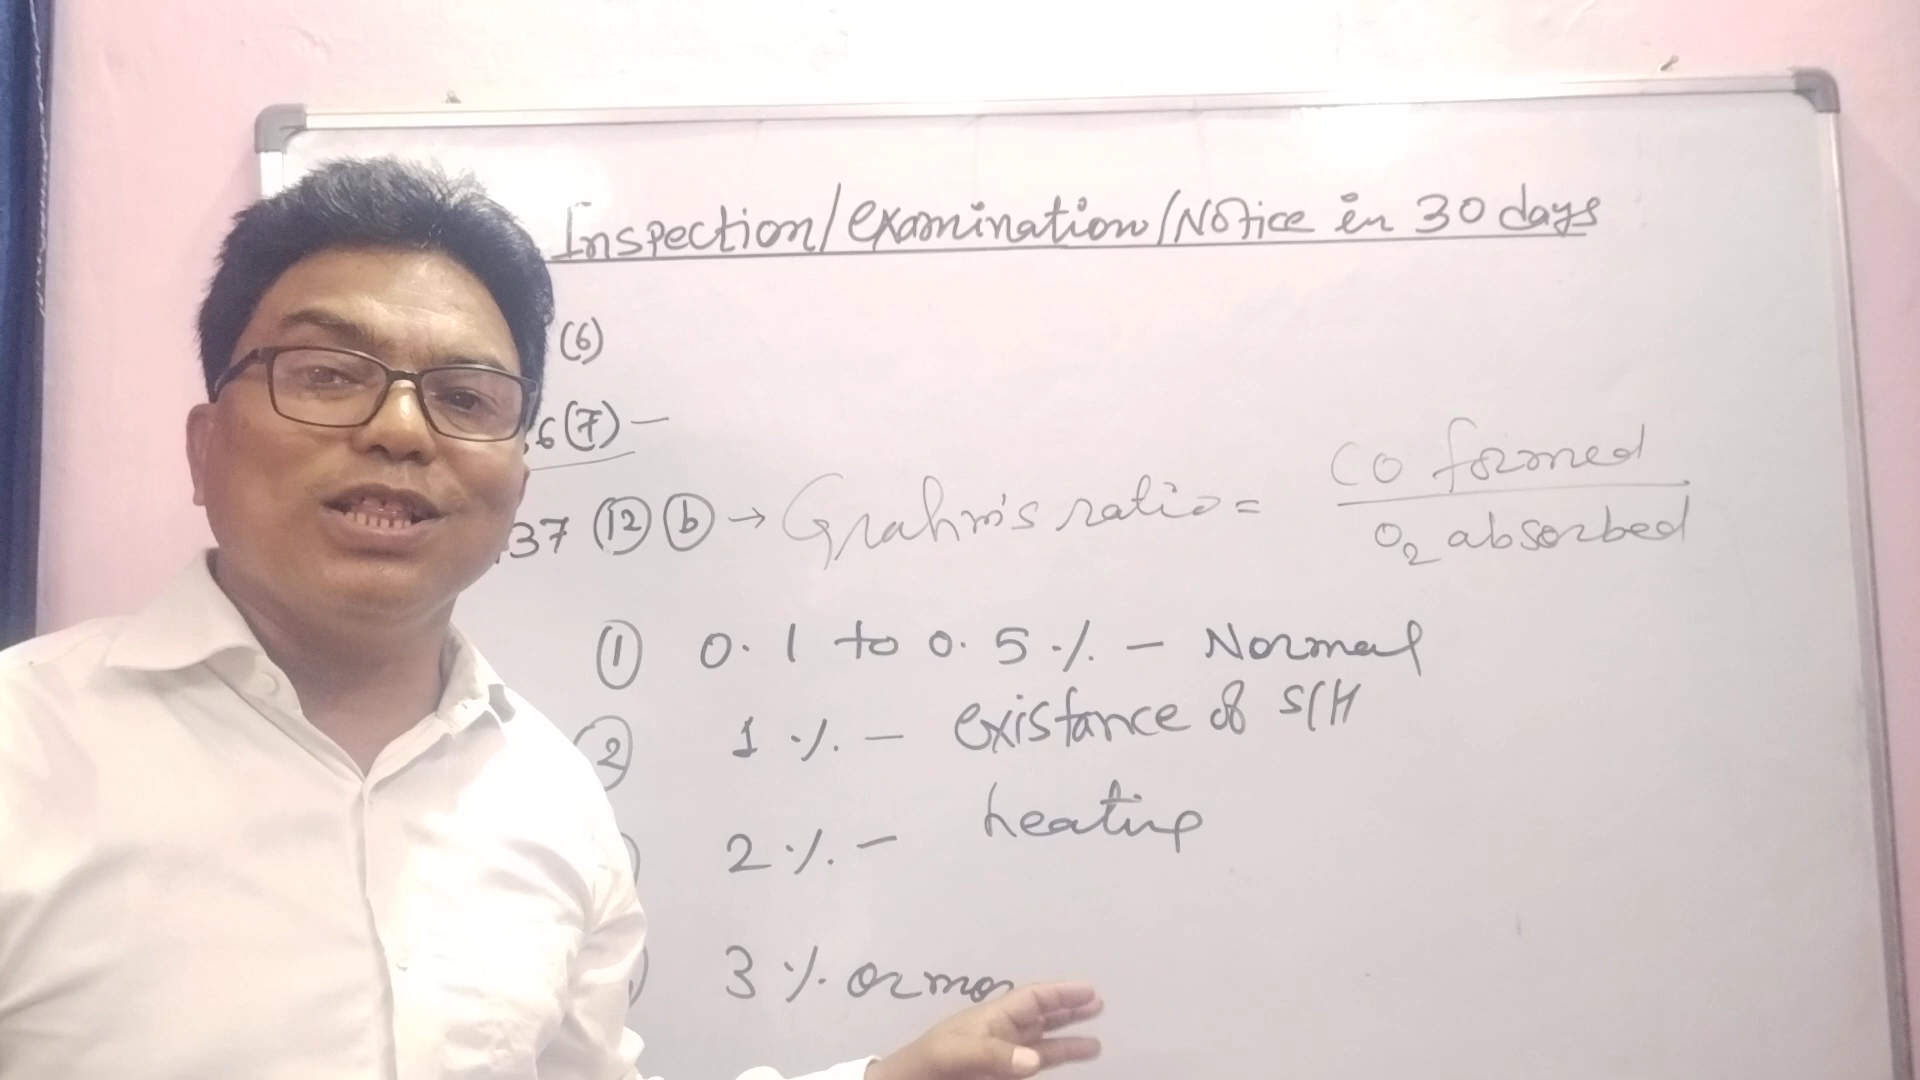 Inspection/examination/Notice in 30 days
(6)
6(7) –
37 (12) (b) → Grahm's ratio = CO formed / O2 absorbed
(1) 0.1 to 0.5 % – Normal
(2) 1 % – existance of S/H
2 % – heating
3 % or mor